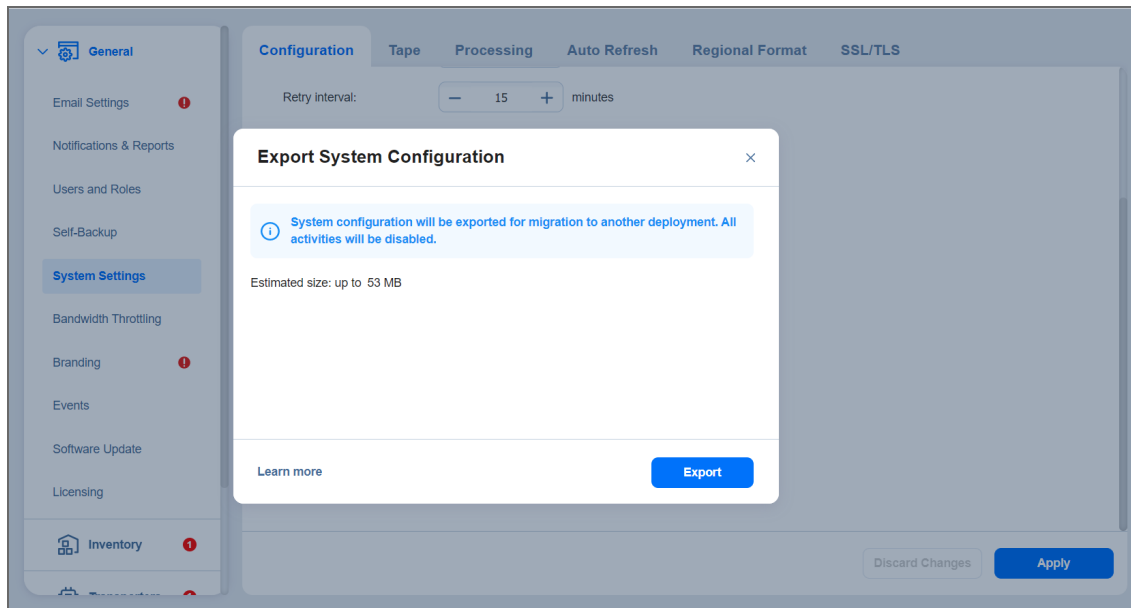 General
Email Settings
Notifications & Reports
Users and Roles
Self-Backup
System Settings
Bandwidth Throttling
Branding
Events
Software Update
Licensing
Inventory 1
Configuration Tape Processing Auto Refresh Regional Format SSL/TLS
Retry interval: − 15 + minutes
Export System Configuration
System configuration will be exported for migration to another deployment. All
activities will be disabled.
Estimated size: up to 53 MB
Learn more Export
Discard Changes Apply